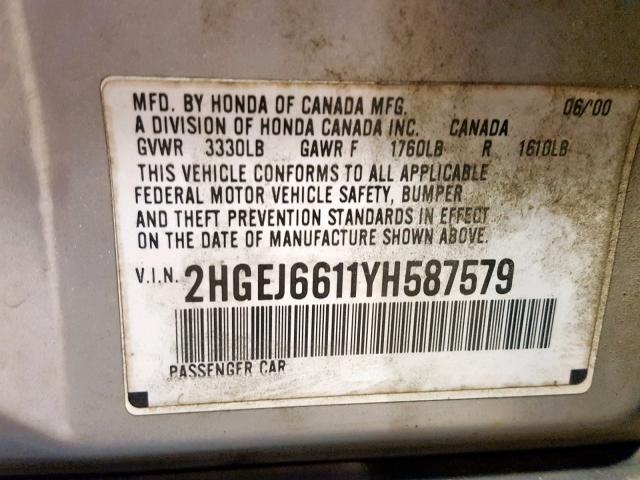 MFD. BY HONDA OF CANADA MFG. 06/00
A DIVISION OF HONDA CANADA INC. CANADA
GVWR 3330LB GAWR F 1760LB R 1610LB
THIS VEHICLE CONFORMS TO ALL APPLICABLE
FEDERAL MOTOR VEHICLE SAFETY, BUMPER
AND THEFT PREVENTION STANDARDS IN EFFECT
ON THE DATE OF MANUFACTURE SHOWN ABOVE.
V.I.N. 2HGEJ6611YH587579
PASSENGER CAR